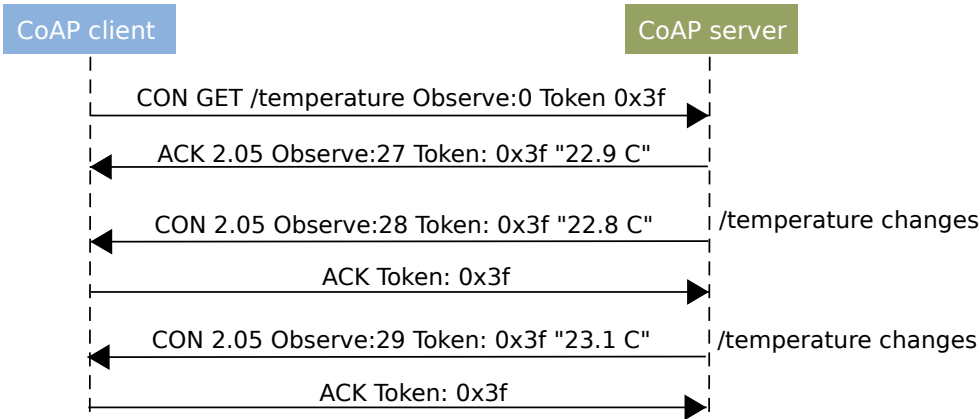 CoAP client
CoAP server
CON GET /temperature Observe:0 Token 0x3f
ACK 2.05 Observe:27 Token: 0x3f "22.9 C"
CON 2.05 Observe:28 Token: 0x3f "22.8 C"
/temperature changes
ACK Token: 0x3f
CON 2.05 Observe:29 Token: 0x3f "23.1 C"
/temperature changes
ACK Token: 0x3f